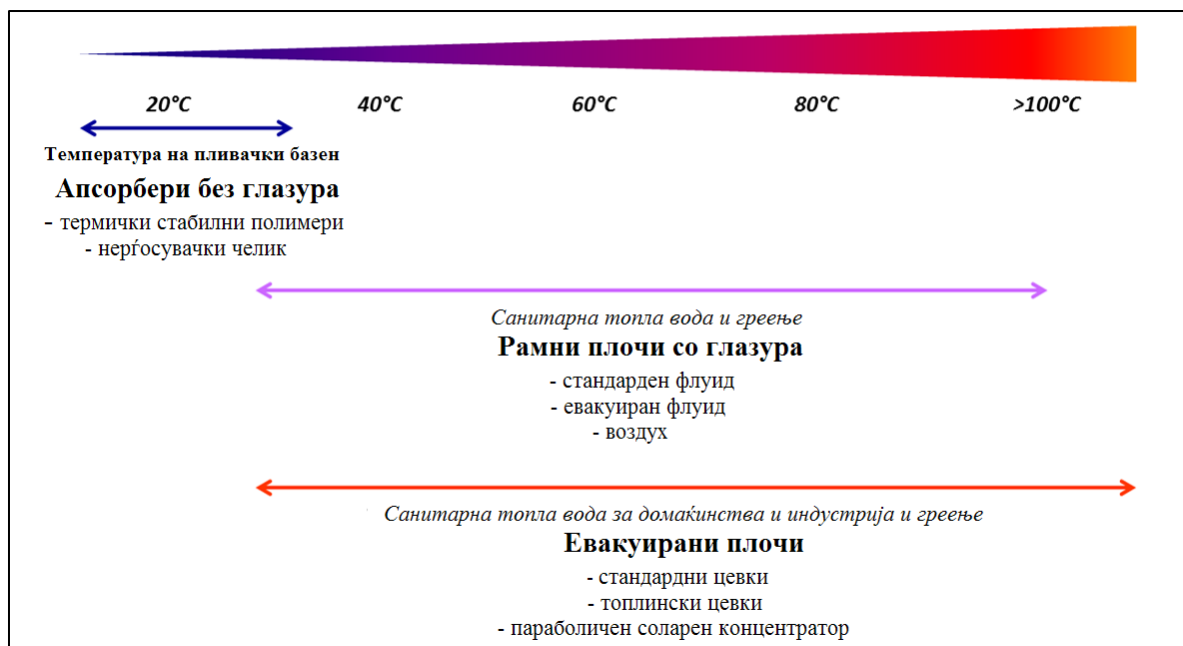 20°C 40°C 60°C 80°C >100°C
Температура на пливачки базен
Апсорбери без глазура
- термички стабилни полимери
- нерѓосувачки челик
Санитарна топла вода и греење
Рамни плочи со глазура
- стандарден флуид
- евакуиран флуид
- воздух
Санитарна топла вода за домаќинства и индустрија и греење
Евакуирани плочи
- стандардни цевки
- топлински цевки
- параболичен соларен концентратор